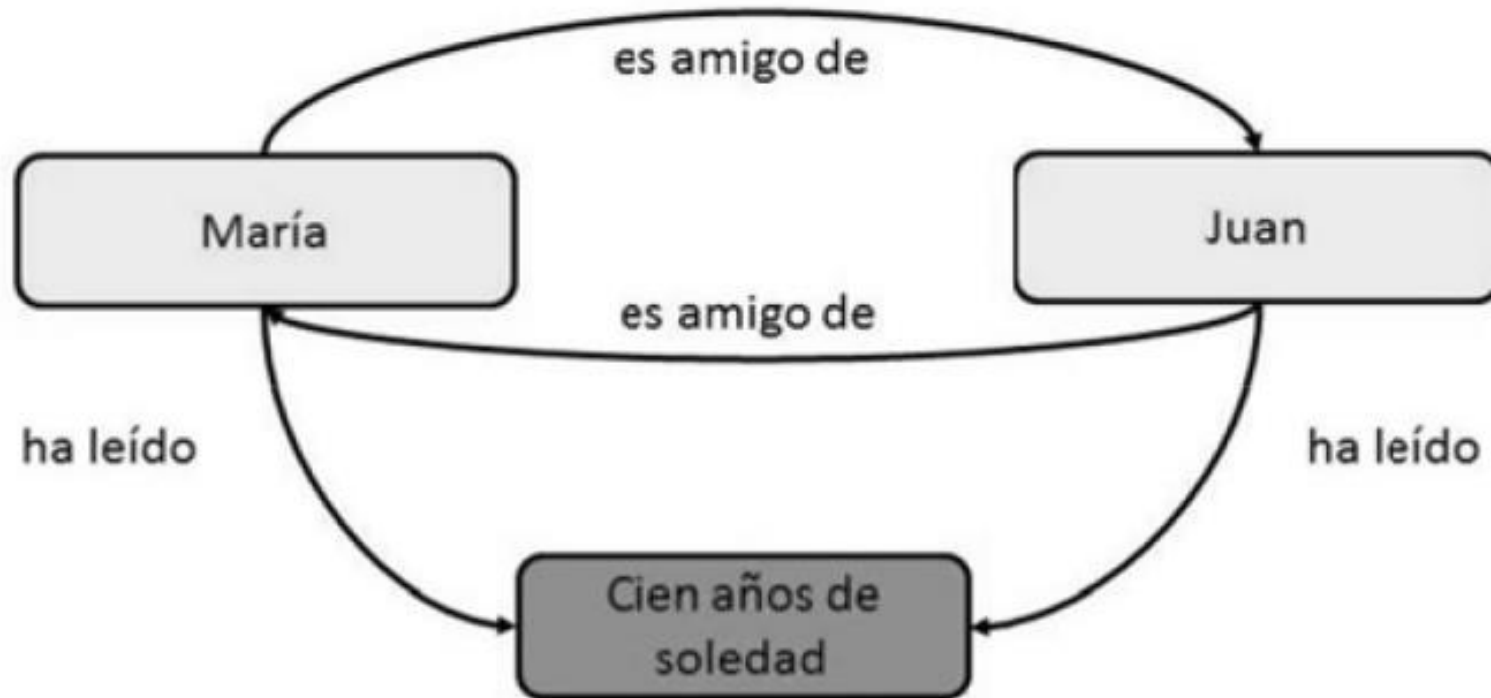 es amigo de
María
Juan
es amigo de
ha leído
ha leído
Cien años de
soledad